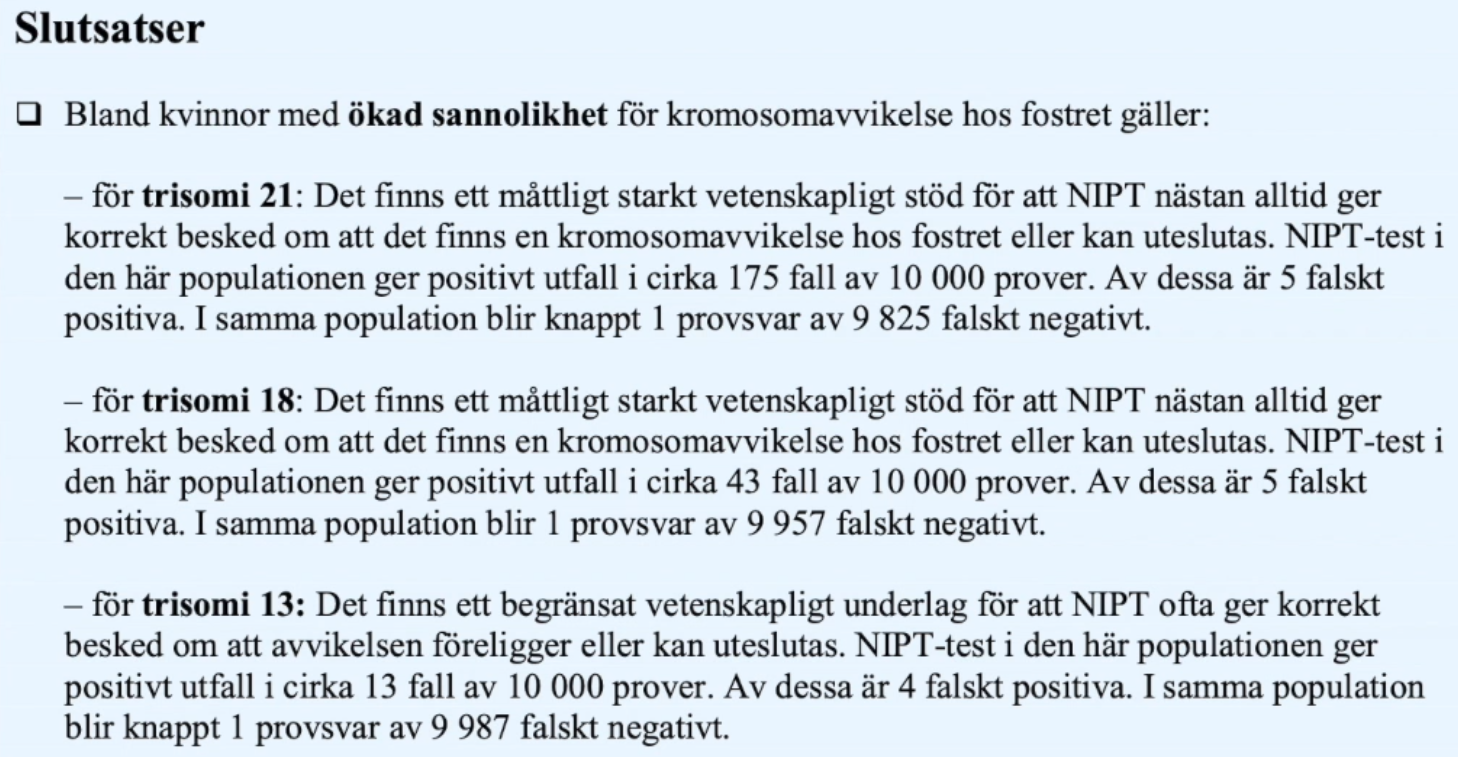 Slutsatser
❑ Bland kvinnor med ökad sannolikhet för kromosomavvikelse hos fostret gäller:
– för trisomi 21: Det finns ett måttligt starkt vetenskapligt stöd för att NIPT nästan alltid ger
korrekt besked om att det finns en kromosomavvikelse hos fostret eller kan uteslutas. NIPT-test i
den här populationen ger positivt utfall i cirka 175 fall av 10 000 prover. Av dessa är 5 falskt
positiva. I samma population blir knappt 1 provsvar av 9 825 falskt negativt.
– för trisomi 18: Det finns ett måttligt starkt vetenskapligt stöd för att NIPT nästan alltid ger
korrekt besked om att det finns en kromosomavvikelse hos fostret eller kan uteslutas. NIPT-test i
den här populationen ger positivt utfall i cirka 43 fall av 10 000 prover. Av dessa är 5 falskt
positiva. I samma population blir 1 provsvar av 9 957 falskt negativt.
– för trisomi 13: Det finns ett begränsat vetenskapligt underlag för att NIPT ofta ger korrekt
besked om att avvikelsen föreligger eller kan uteslutas. NIPT-test i den här populationen ger
positivt utfall i cirka 13 fall av 10 000 prover. Av dessa är 4 falskt positiva. I samma population
blir knappt 1 provsvar av 9 987 falskt negativt.